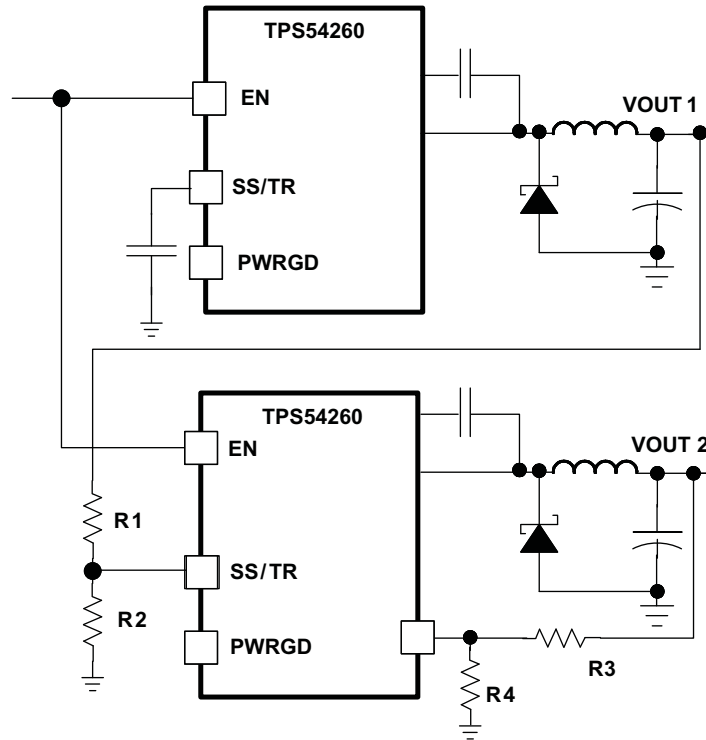 TPS54260
EN
VOUT 1
SS/TR
PWRGD
TPS54260
EN
VOUT 2
R1
SS/TR
R2
PWRGD
R3
R4